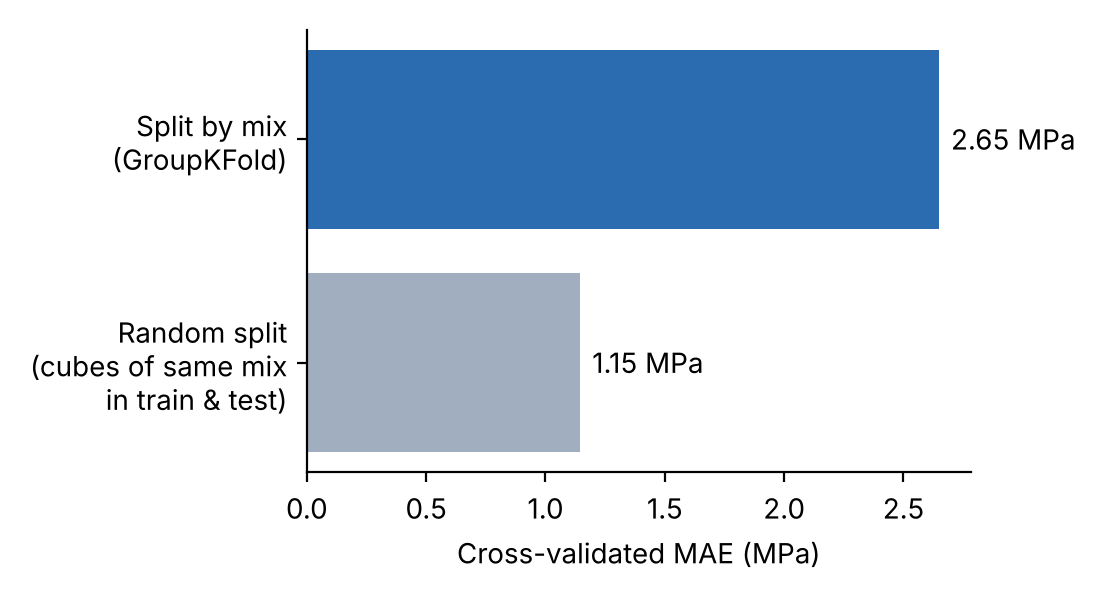 Split by mix
(GroupKFold)
2.65 MPa
Random split
(cubes of same mix
in train & test)
1.15 MPa
0.0 0.5 1.0 1.5 2.0 2.5
Cross-validated MAE (MPa)